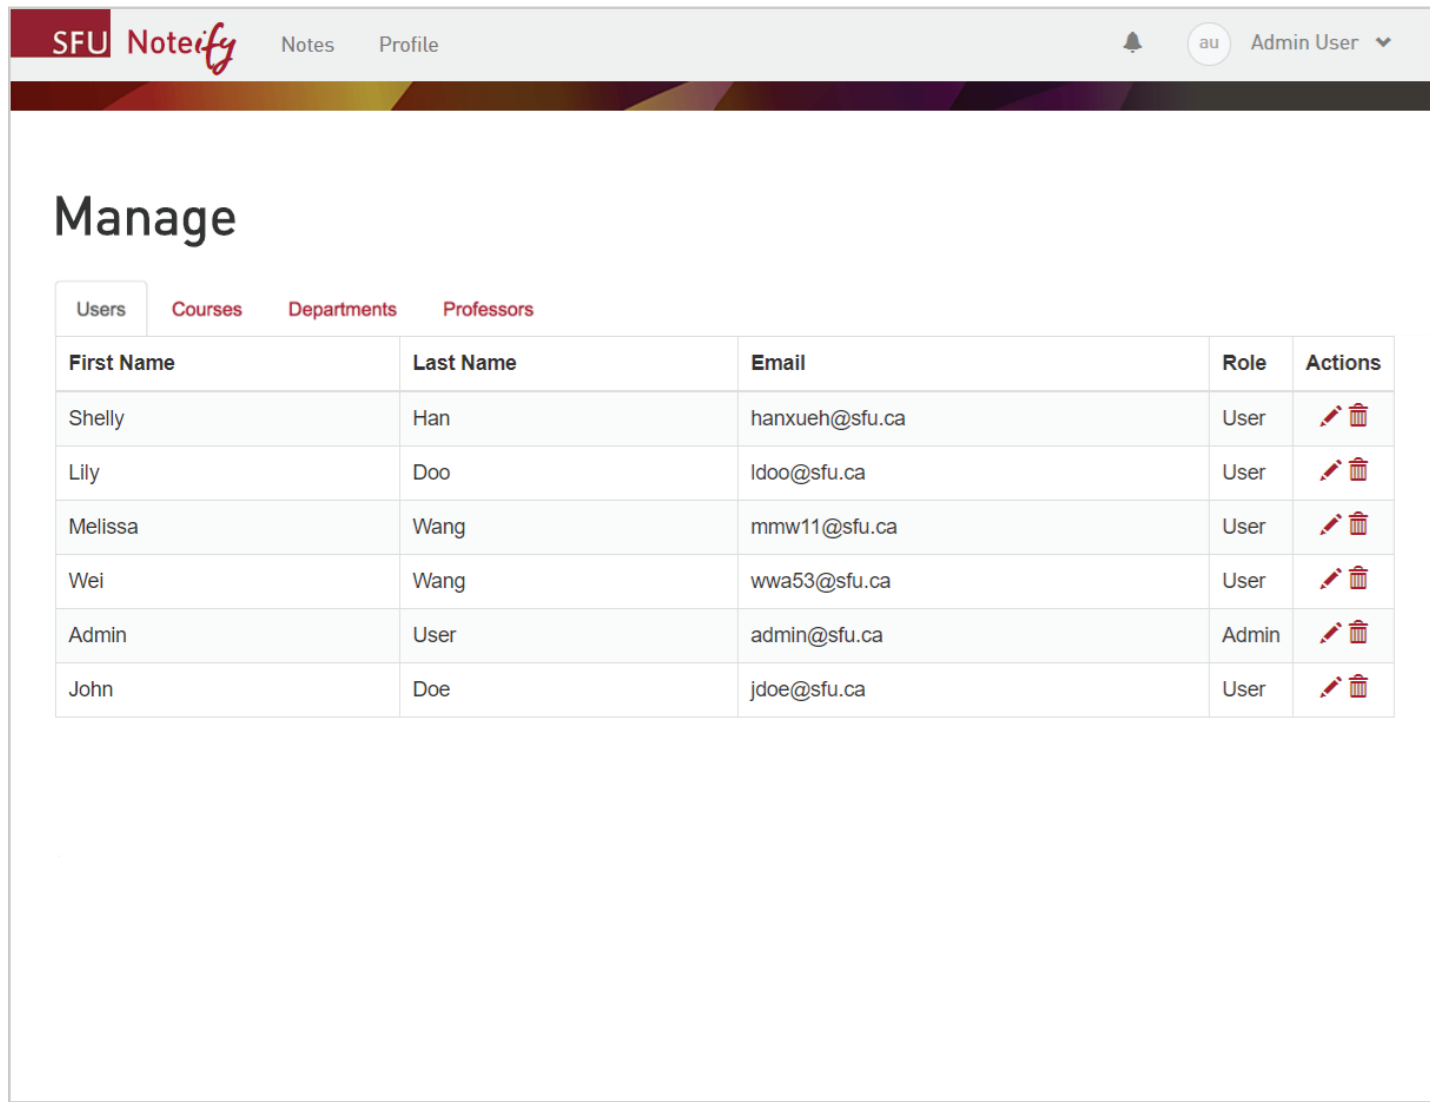 SFU Noteify Notes Profile au Admin User
Manage
Users Courses Departments Professors
First Name Last Name Email Role Actions
Shelly Han hanxueh@sfu.ca User
Lily Doo ldoo@sfu.ca User
Melissa Wang mmw11@sfu.ca User
Wei Wang wwa53@sfu.ca User
Admin User admin@sfu.ca Admin
John Doe jdoe@sfu.ca User